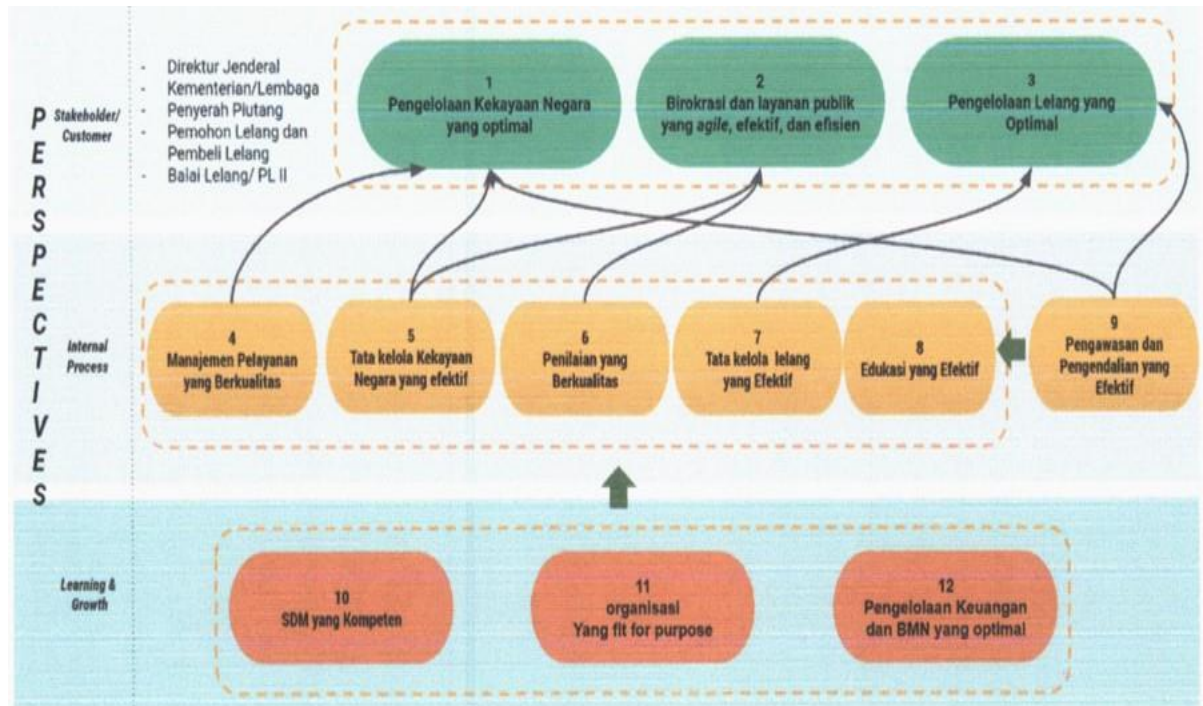 PERSPECTIVES
Stakeholder/
Customer
- Direktur Jenderal
- Kementerian/Lembaga
- Penyerah Piutang
- Pemohon Lelang dan
Pembeli Lelang
- Balai Lelang/ PL II
1
Pengelolaan Kekayaan Negara
yang optimal
2
Birokrasi dan layanan publik
yang agile, efektif, dan efisien
3
Pengelolaan Lelang yang
Optimal
Internal
Process
4
Manajemen Pelayanan
yang Berkualitas
5
Tata kelola Kekayaan
Negara yang efektif
6
Penilaian yang
Berkualitas
7
Tata kelola lelang
yang Efektif
8
Edukasi yang Efektif
9
Pengawasan dan
Pengendalian yang
Efektif
Learning &
Growth
10
SDM yang Kompeten
11
organisasi
Yang fit for purpose
12
Pengelolaan Keuangan
dan BMN yang optimal